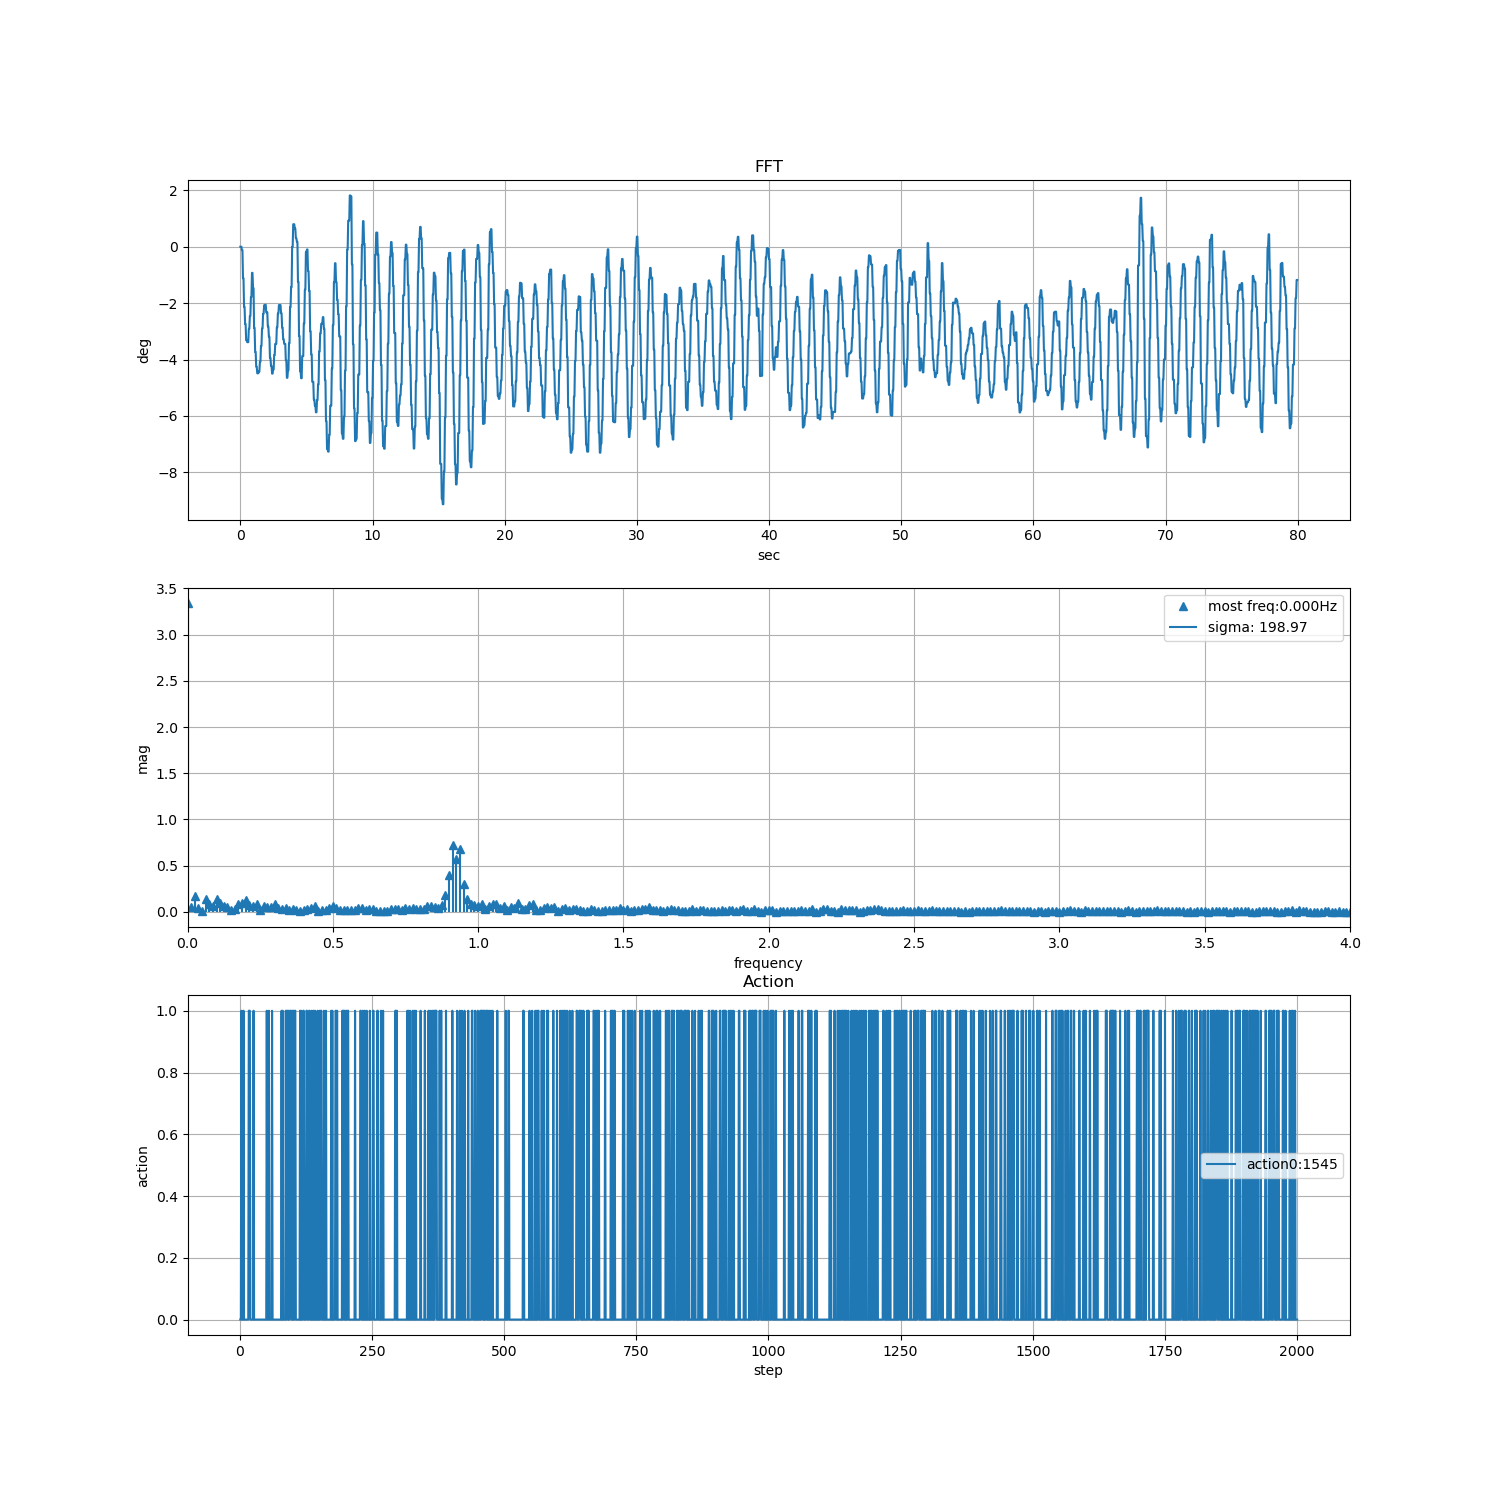 FFT
2
0
−2
−4
−6
−8
deg
0 10 20 30 40 50 60 70 80
sec
3.5
3.0
2.5
2.0
1.5
1.0
0.5
0.0
mag
most freq:0.000Hz
sigma: 198.97
0.0 0.5 1.0 1.5 2.0 2.5 3.0 3.5 4.0
frequency
Action
1.0
0.8
0.6
0.4
0.2
0.0
action
action0:1545
0 250 500 750 1000 1250 1500 1750 2000
step